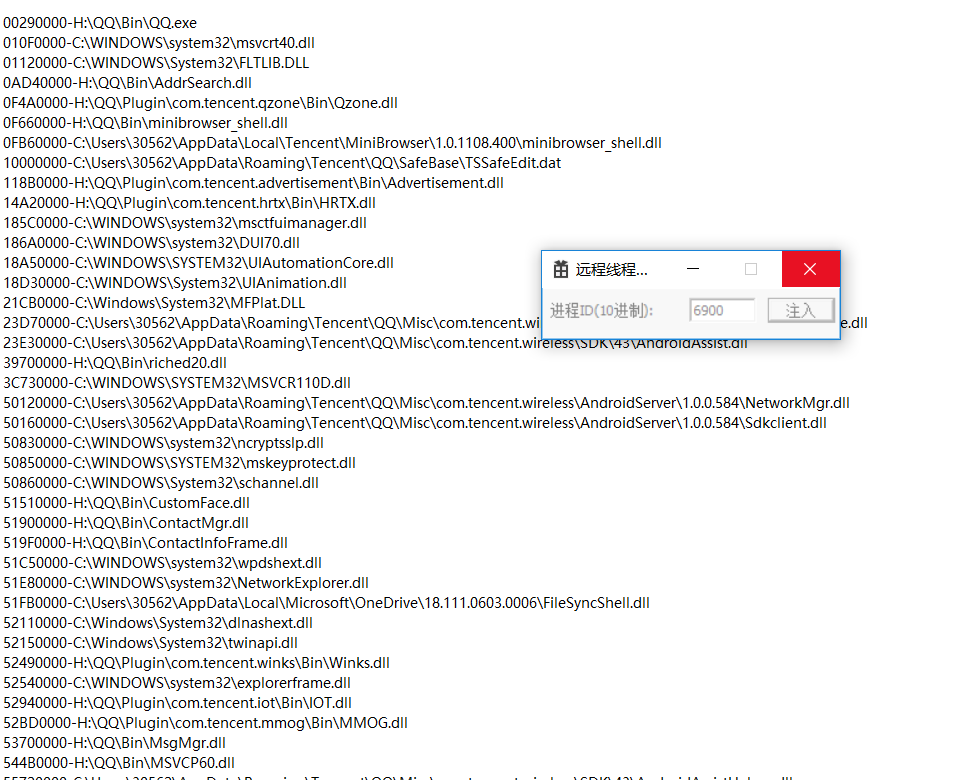 00290000-H:\QQ\Bin\QQ.exe
010F0000-C:\WINDOWS\system32\msvcrt40.dll
01120000-C:\WINDOWS\System32\FLTLIB.DLL
0AD40000-H:\QQ\Bin\AddrSearch.dll
0F4A0000-H:\QQ\Plugin\com.tencent.qzone\Bin\Qzone.dll
0F660000-H:\QQ\Bin\minibrowser_shell.dll
0FB60000-C:\Users\30562\AppData\Local\Tencent\MiniBrowser\1.0.1108.400\minibrowser_shell.dll
10000000-C:\Users\30562\AppData\Roaming\Tencent\QQ\SafeBase\TSSafeEdit.dat
118B0000-H:\QQ\Plugin\com.tencent.advertisement\Bin\Advertisement.dll
14A20000-H:\QQ\Plugin\com.tencent.hrtx\Bin\HRTX.dll
185C0000-C:\WINDOWS\system32\msctfuimanager.dll
186A0000-C:\WINDOWS\system32\DUI70.dll
18A50000-C:\WINDOWS\SYSTEM32\UIAutomationCore.dll
18D30000-C:\WINDOWS\System32\UIAnimation.dll
21CB0000-C:\Windows\System32\MFPlat.DLL
23D70000-C:\Users\30562\AppData\Roaming\Tencent\QQ\Misc\com.tencent.wi e.dll
23E30000-C:\Users\30562\AppData\Roaming\Tencent\QQ\Misc\com.tencent.wireless\SDK\43\AndroidAssist.dll
39700000-H:\QQ\Bin\riched20.dll
3C730000-C:\WINDOWS\SYSTEM32\MSVCR110D.dll
50120000-C:\Users\30562\AppData\Roaming\Tencent\QQ\Misc\com.tencent.wireless\AndroidServer\1.0.0.584\NetworkMgr.dll
50160000-C:\Users\30562\AppData\Roaming\Tencent\QQ\Misc\com.tencent.wireless\AndroidServer\1.0.0.584\Sdkclient.dll
50830000-C:\WINDOWS\system32\ncryptsslp.dll
50850000-C:\WINDOWS\SYSTEM32\mskeyprotect.dll
50860000-C:\WINDOWS\System32\schannel.dll
51510000-H:\QQ\Bin\CustomFace.dll
51900000-H:\QQ\Bin\ContactMgr.dll
519F0000-H:\QQ\Bin\ContactInfoFrame.dll
51C50000-C:\WINDOWS\system32\wpdshext.dll
51E80000-C:\WINDOWS\system32\NetworkExplorer.dll
51FB0000-C:\Users\30562\AppData\Local\Microsoft\OneDrive\18.111.0603.0006\FileSyncShell.dll
52110000-C:\Windows\System32\dlnashext.dll
52150000-C:\Windows\System32\twinapi.dll
52490000-H:\QQ\Plugin\com.tencent.winks\Bin\Winks.dll
52540000-C:\WINDOWS\system32\explorerframe.dll
52940000-H:\QQ\Plugin\com.tencent.iot\Bin\IOT.dll
52BD0000-H:\QQ\Plugin\com.tencent.mmog\Bin\MMOG.dll
53700000-H:\QQ\Bin\MsgMgr.dll
544B0000-H:\QQ\Bin\MSVCP60.dll
远程线程...
进程ID(10进制):
6900
注入